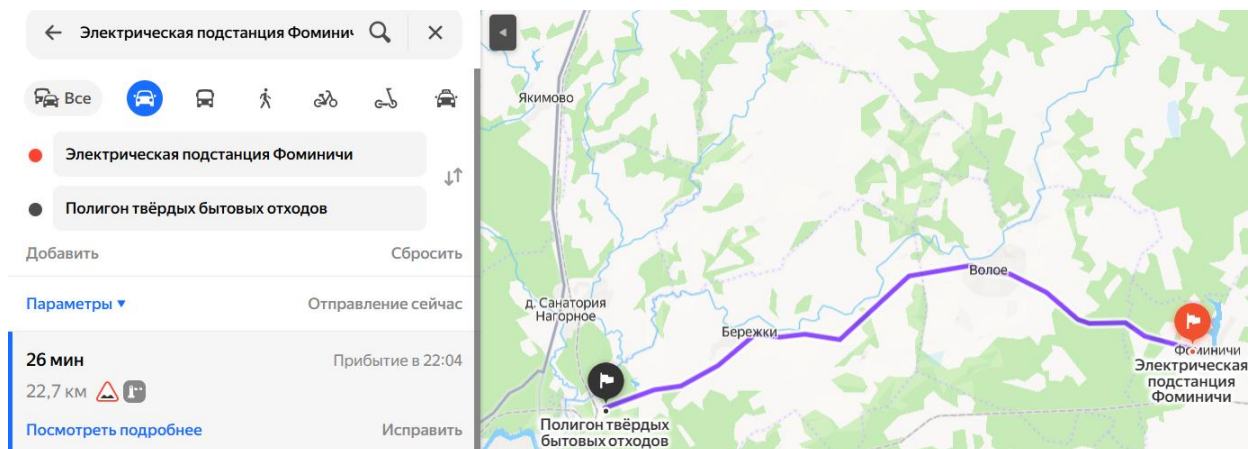 Электрическая подстанция Фоминич
Все
Электрическая подстанция Фоминичи
Полигон твёрдых бытовых отходов
Добавить
Сбросить
Параметры
Отправление сейчас
26 мин
Прибытие в 22:04
22,7 км
Посмотреть подробнее
Исправить
Якимово
Волое
д. Санатория
Нагорное
Бережки
Фоминичи
Электрическая
подстанция
Фоминичи
Полигон твёрдых
бытовых отходов